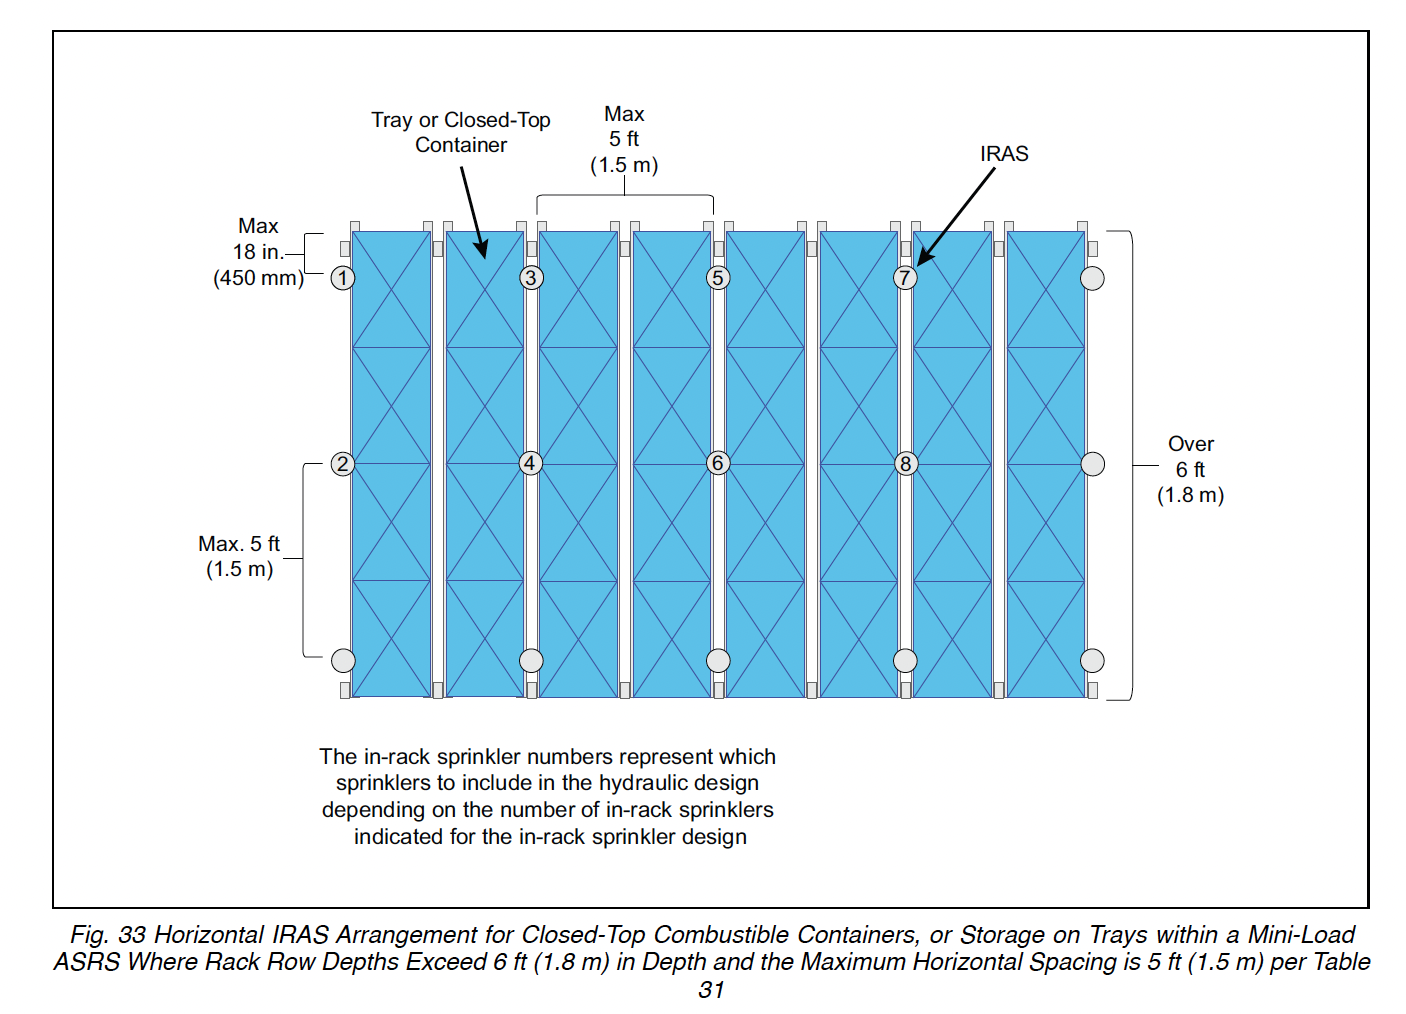 Tray or Closed-Top
Container
Max
5 ft
(1.5 m)
IRAS
Max
18 in.
(450 mm)
1
3
5
7
2
4
6
8
Over
6 ft
(1.8 m)
Max. 5 ft
(1.5 m)
The in-rack sprinkler numbers represent which
sprinklers to include in the hydraulic design
depending on the number of in-rack sprinklers
indicated for the in-rack sprinkler design
Fig. 33 Horizontal IRAS Arrangement for Closed-Top Combustible Containers, or Storage on Trays within a Mini-Load
ASRS Where Rack Row Depths Exceed 6 ft (1.8 m) in Depth and the Maximum Horizontal Spacing is 5 ft (1.5 m) per Table
31